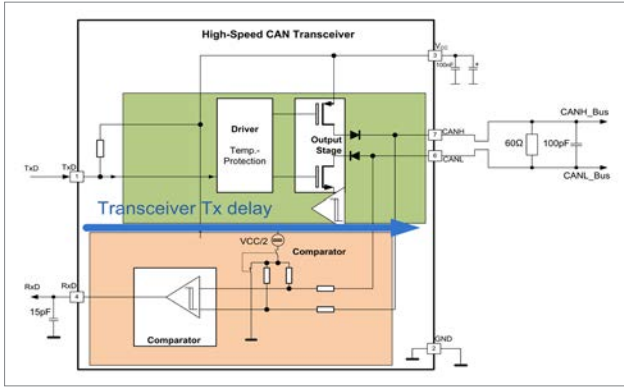 High-Speed CAN Transceiver
VCC
3
100nF
+
Driver
Temp.-
Protection
Output
Stage
7
CANH
6
CANL
CANH_Bus
60Ω
100pF
CANL_Bus
TxD
TxD
1
Transceiver Tx delay
VCC/2
Comparator
RxD
RxD
4
15pF
Comparator
GND
2